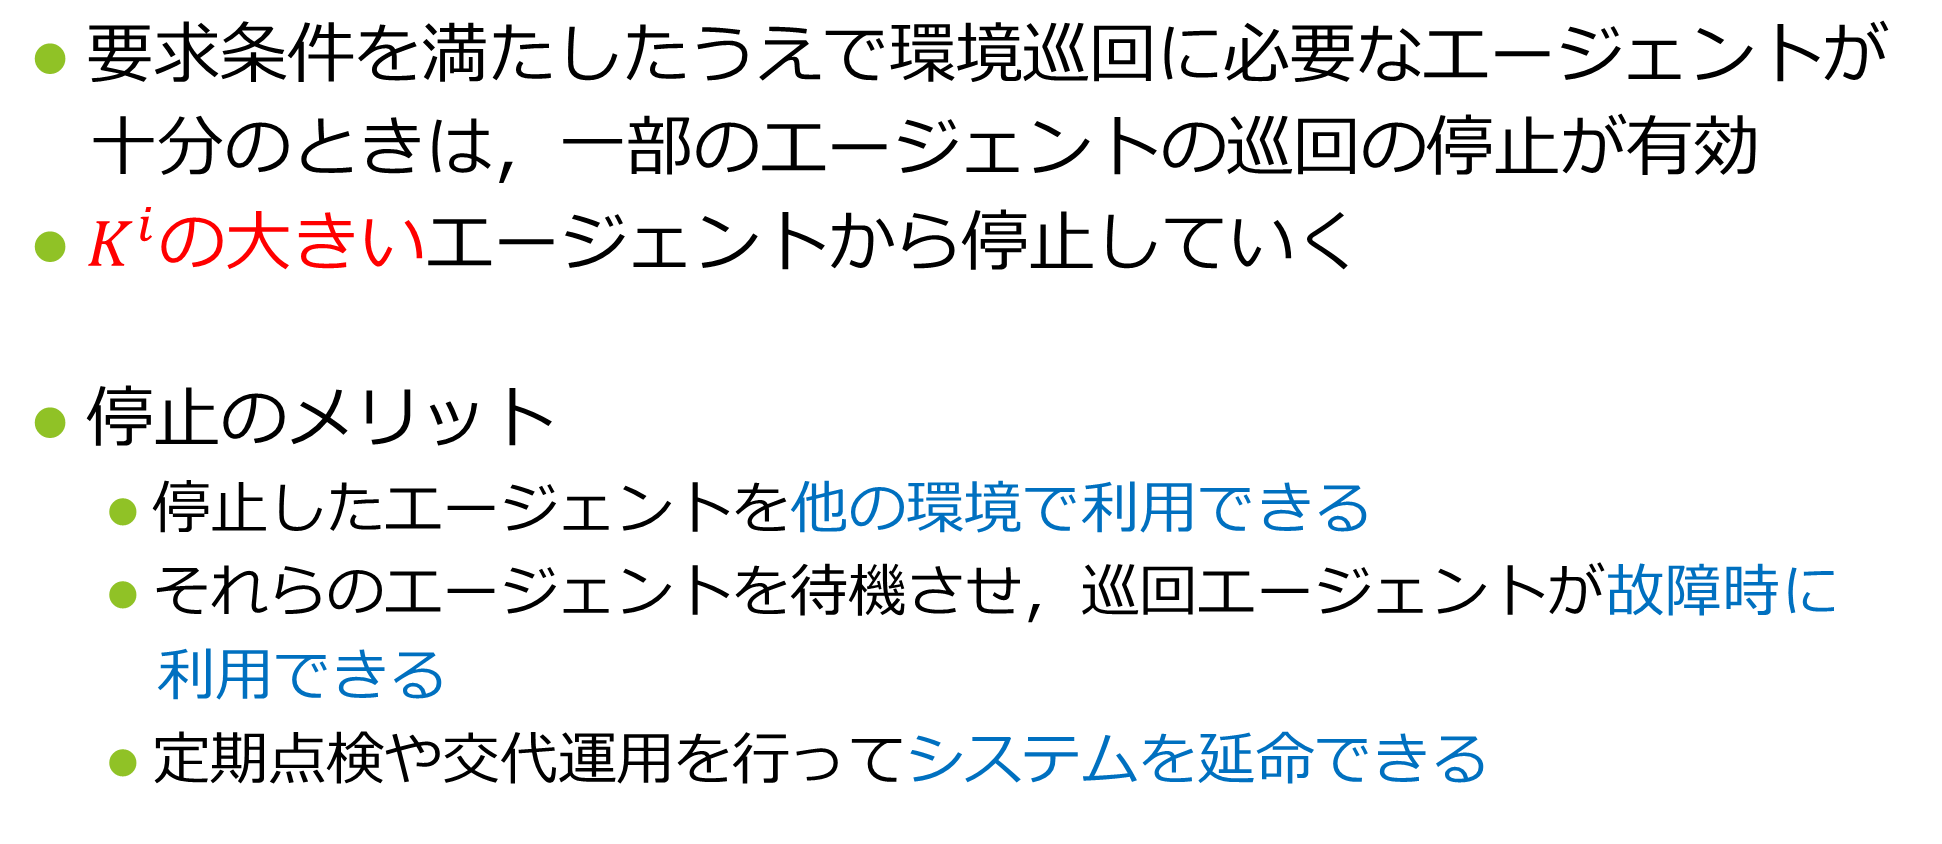 ● 要求条件を満たしたうえで環境巡回に必要なエージェントが
十分のときは，一部のエージェントの巡回の停止が有効
● Kⁱの大きいエージェントから停止していく
● 停止のメリット
● 停止したエージェントを他の環境で利用できる
● それらのエージェントを待機させ，巡回エージェントが故障時に
利用できる
● 定期点検や交代運用を行ってシステムを延命できる